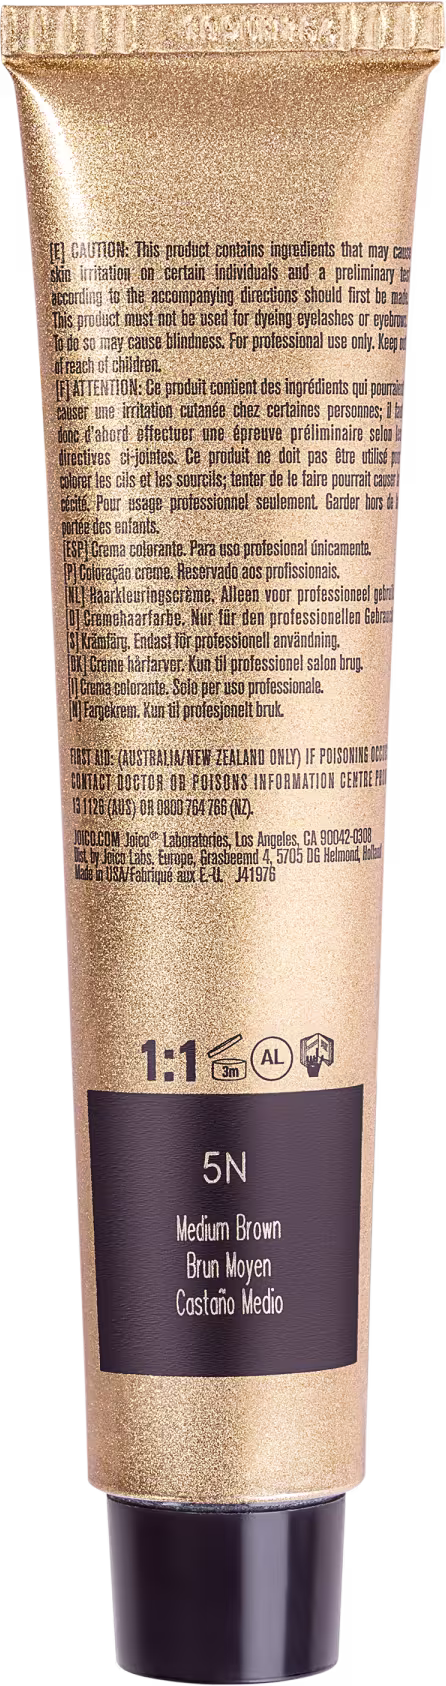 [E] CAUTION: This product contains ingredients that may cause
skin irritation on certain individuals and a preliminary test
according to the accompanying directions should first be made.
This product must not be used for dyeing eyelashes or eyebrows.
To do so may cause blindness. For professional use only. Keep out
of reach of children.
[F] ATTENTION: Ce produit contient des ingrédients qui pourraient
causer une irritation cutanée chez certaines personnes; il faut
donc d'abord effectuer une épreuve préliminaire selon les
directives ci-jointes. Ce produit ne doit pas être utilisé pour
colorer les cils et les sourcils; tenter de le faire pourrait causer la
cécité. Pour usage professionnel seulement. Garder hors de la
portée des enfants.
[ESP] Crema colorante. Para uso profesional únicamente.
[P] Coloração creme. Reservado aos profissionais.
[NL] Haarkleuringscrème. Alleen voor professioneel gebruik
[D] Cremehaarfarbe. Nur für den professionellen Gebrauch
[S] Krämfärg. Endast för professionell användning.
[DK] Creme hårfarver. Kun til professionel salon brug.
[I] Crema colorante. Solo per uso professionale.
[N] Fargekrem. Kun til profesjonelt bruk.
FIRST AID: (AUSTRALIA/NEW ZEALAND ONLY) IF POISONING OCCUR
CONTACT DOCTOR OR POISONS INFORMATION CENTRE
13 1126 (AUS) OR 0800 764 766 (NZ).
JOICO.COM Joico® Laboratories, Los Angeles, CA 90042-0308
Dist. by Joico Labs. Europe, Grasbeemd 4, 5705 DG Helmond, Holland
Made in USA/Fabriqué aux É.-U. J41976
1:1 3m AL
5N
Medium Brown
Brun Moyen
Castaño Medio